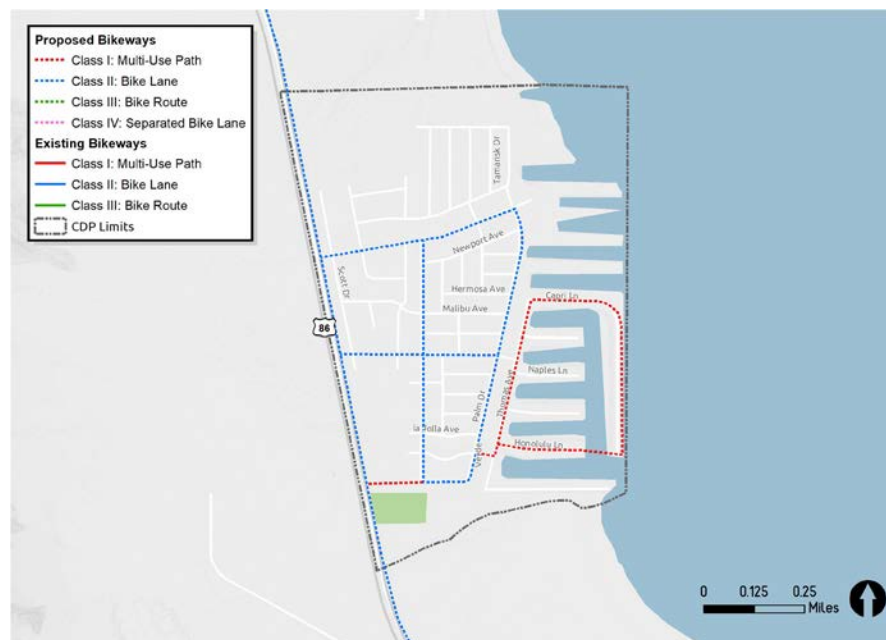 Proposed Bikeways
Class I: Multi-Use Path
Class II: Bike Lane
Class III: Bike Route
Class IV: Separated Bike Lane
Existing Bikeways
Class I: Multi-Use Path
Class II: Bike Lane
Class III: Bike Route
CDP Limits
Tamarisk Dr
Newport Ave
Scott Dr
Hermosa Ave
Capri Ln
Malibu Ave
86
Naples Ln
Thomas Ave
Palm Dr
la Jolla Ave
Honolulu Ln
Verde
0 0.125 0.25
Miles